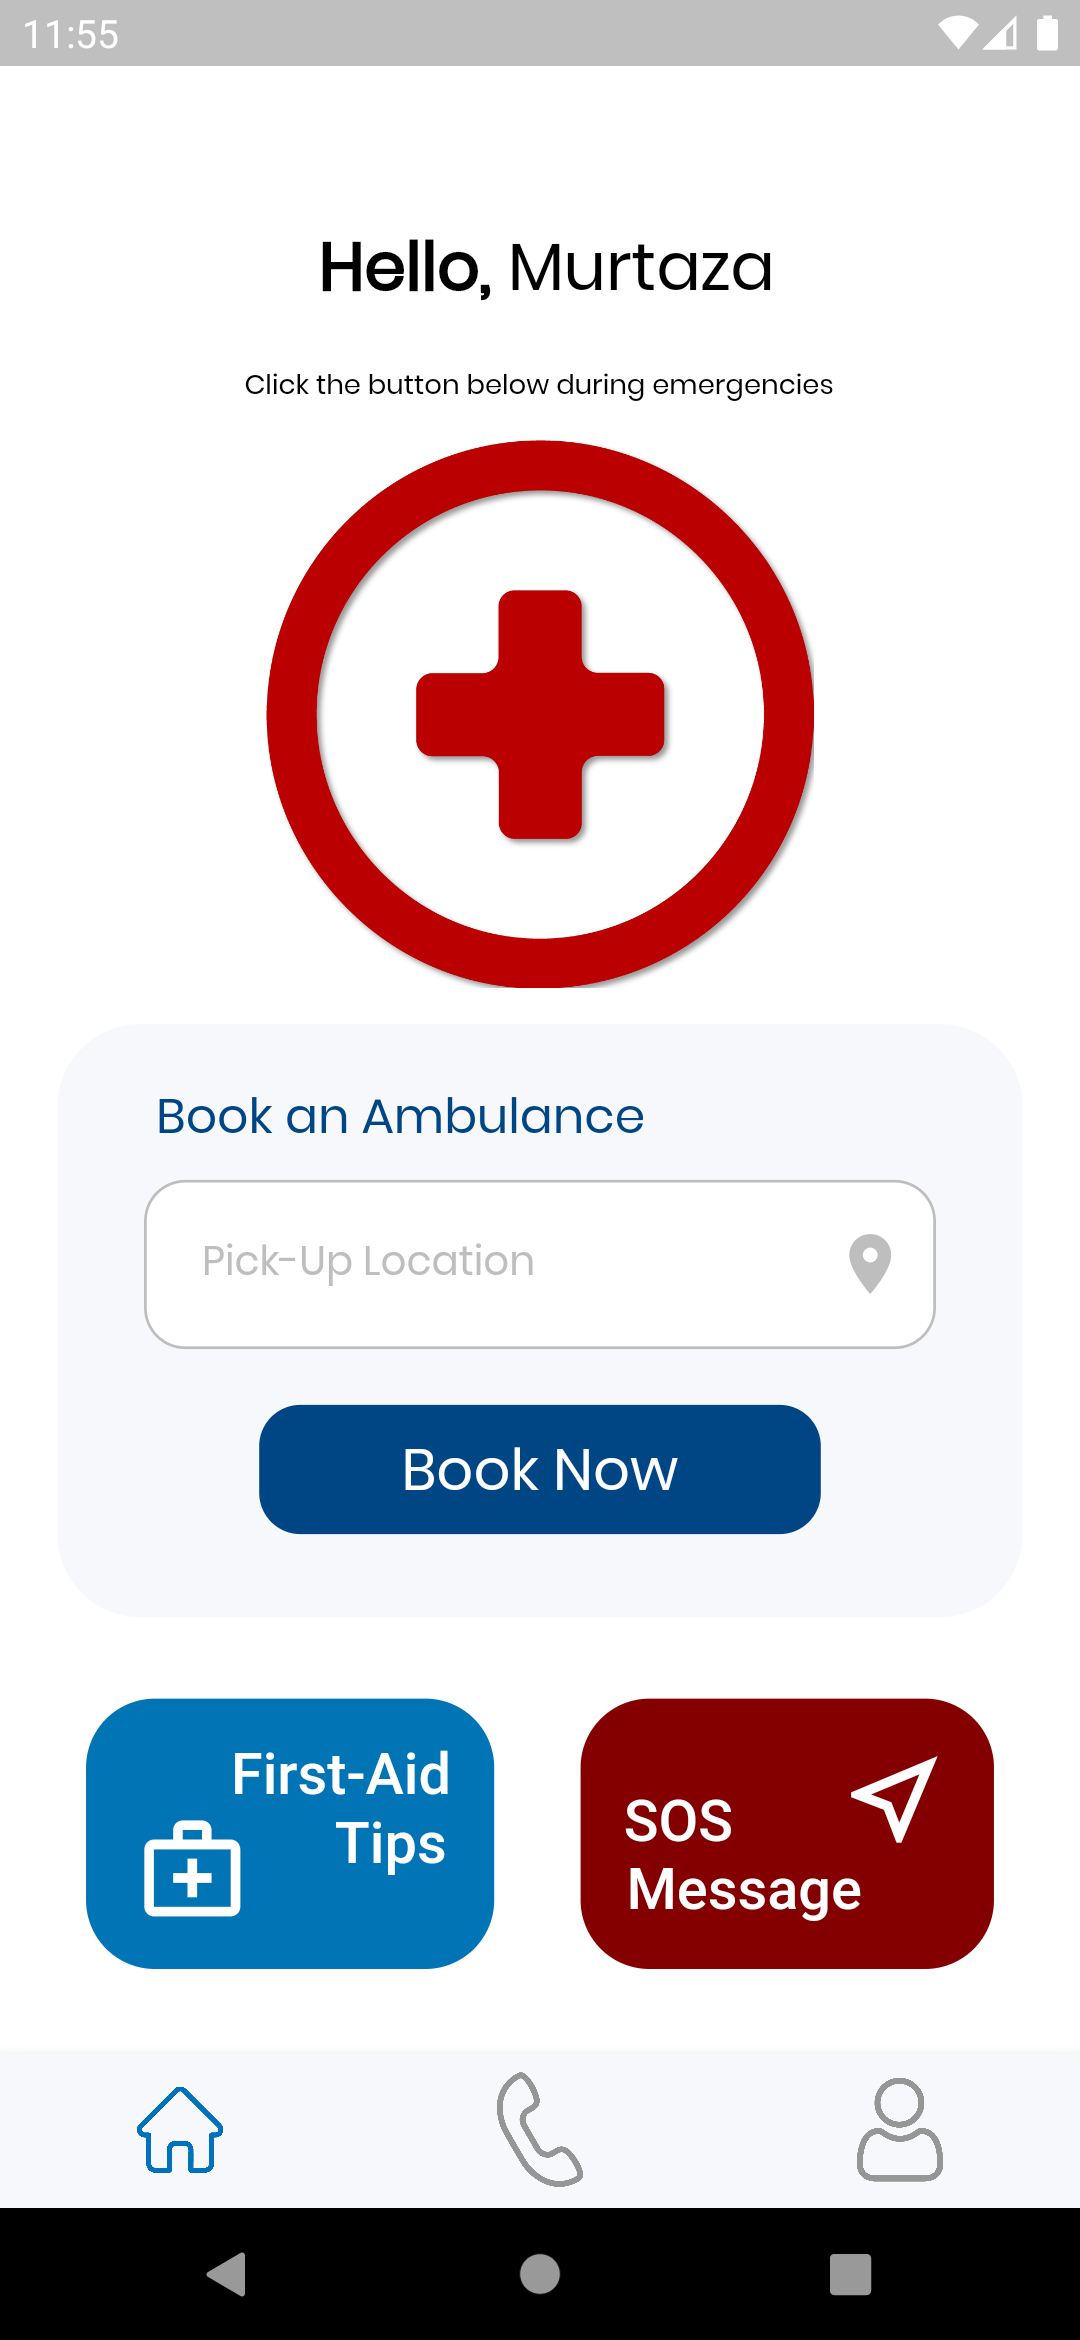 11:55
Hello, Murtaza
Click the button below during emergencies
Book an Ambulance
Pick-Up Location
Book Now
First-Aid
Tips
SOS
Message